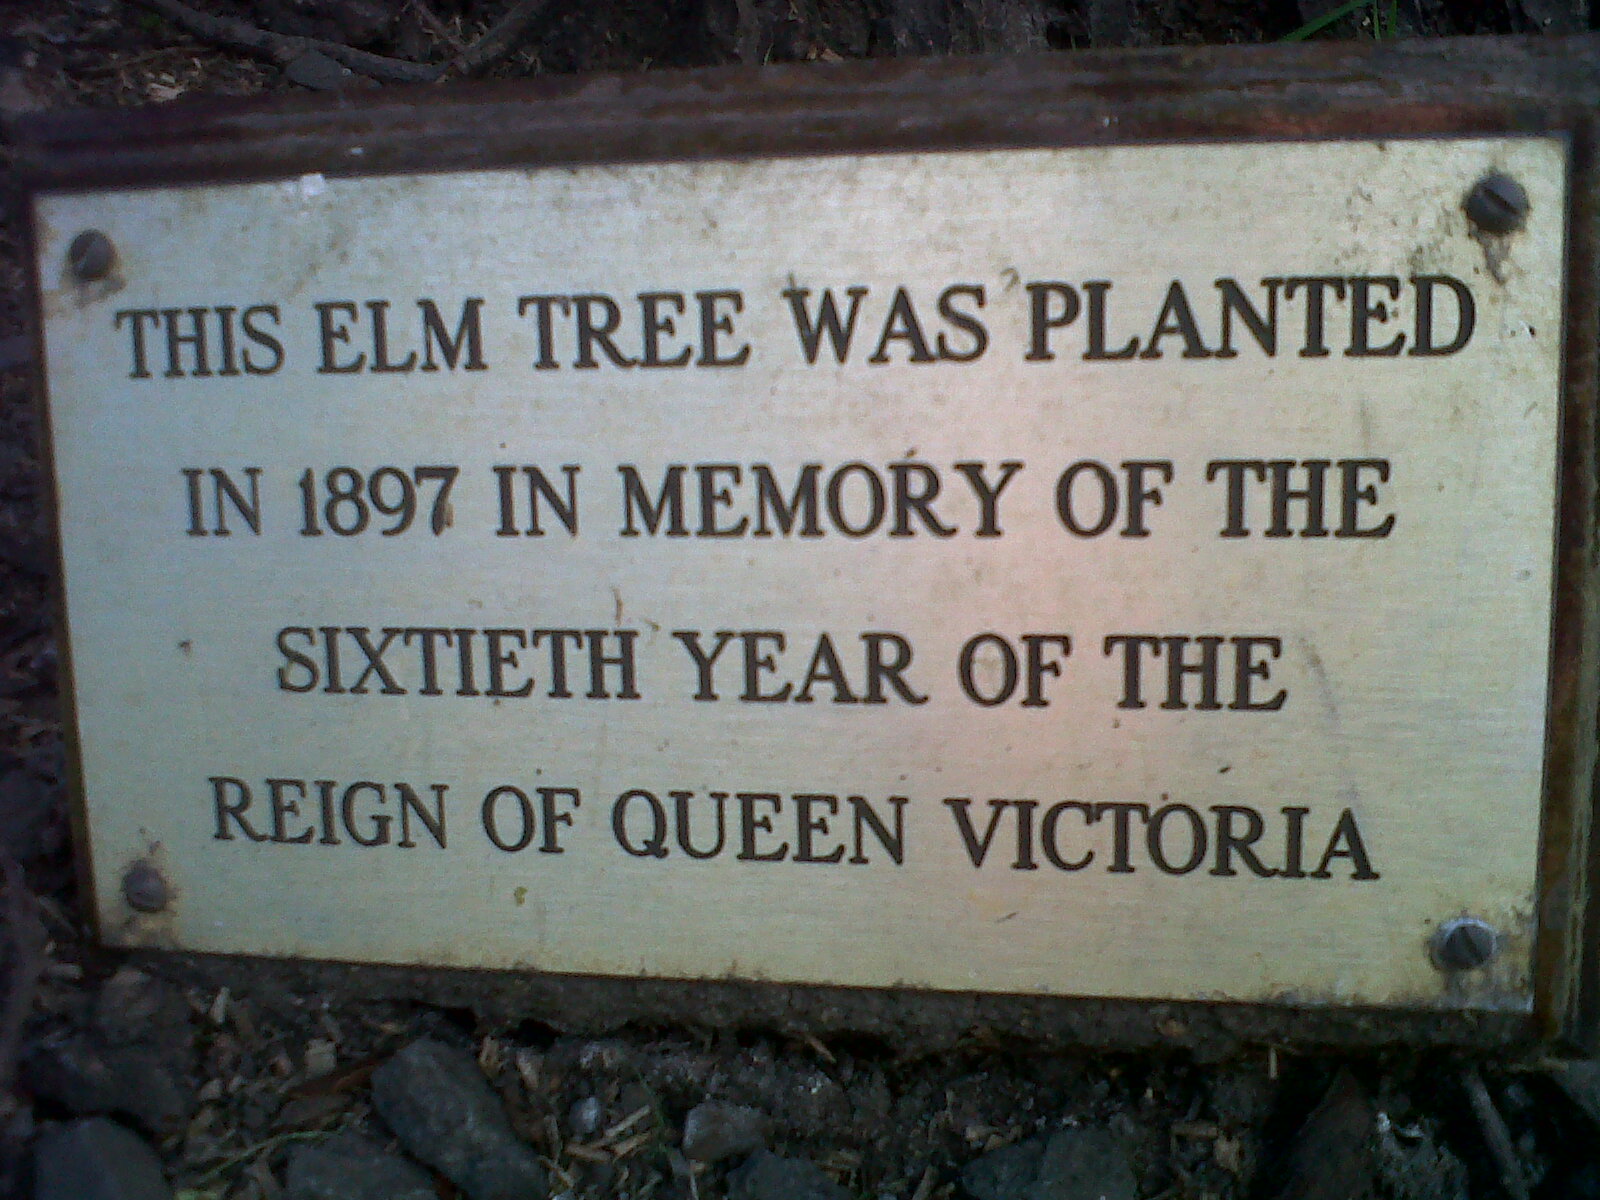 THIS ELM TREE WAS PLANTED
IN 1897 IN MEMORY OF THE
SIXTIETH YEAR OF THE
REIGN OF QUEEN VICTORIA